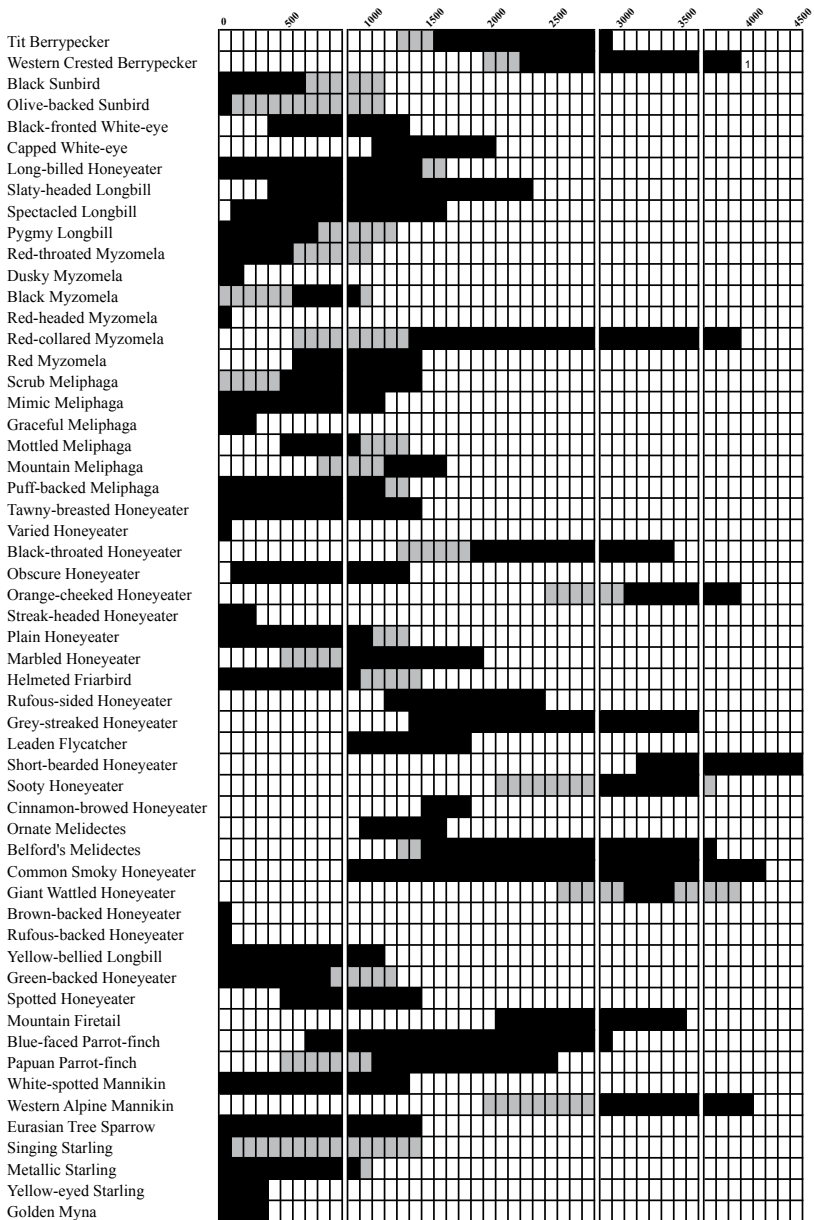 0 500 1000 1500 2000 2500 3000 3500 4000 4500
Tit Berrypecker
Western Crested Berrypecker 1
Black Sunbird
Olive-backed Sunbird
Black-fronted White-eye
Capped White-eye
Long-billed Honeyeater
Slaty-headed Longbill
Spectacled Longbill
Pygmy Longbill
Red-throated Myzomela
Dusky Myzomela
Black Myzomela
Red-headed Myzomela
Red-collared Myzomela
Red Myzomela
Scrub Meliphaga
Mimic Meliphaga
Graceful Meliphaga
Mottled Meliphaga
Mountain Meliphaga
Puff-backed Meliphaga
Tawny-breasted Honeyeater
Varied Honeyeater
Black-throated Honeyeater
Obscure Honeyeater
Orange-cheeked Honeyeater
Streak-headed Honeyeater
Plain Honeyeater
Marbled Honeyeater
Helmeted Friarbird
Rufous-sided Honeyeater
Grey-streaked Honeyeater
Leaden Flycatcher
Short-bearded Honeyeater
Sooty Honeyeater
Cinnamon-browed Honeyeater
Ornate Melidectes
Belford's Melidectes
Common Smoky Honeyeater
Giant Wattled Honeyeater
Brown-backed Honeyeater
Rufous-backed Honeyeater
Yellow-bellied Longbill
Green-backed Honeyeater
Spotted Honeyeater
Mountain Firetail
Blue-faced Parrot-finch
Papuan Parrot-finch
White-spotted Mannikin
Western Alpine Mannikin
Eurasian Tree Sparrow
Singing Starling
Metallic Starling
Yellow-eyed Starling
Golden Myna